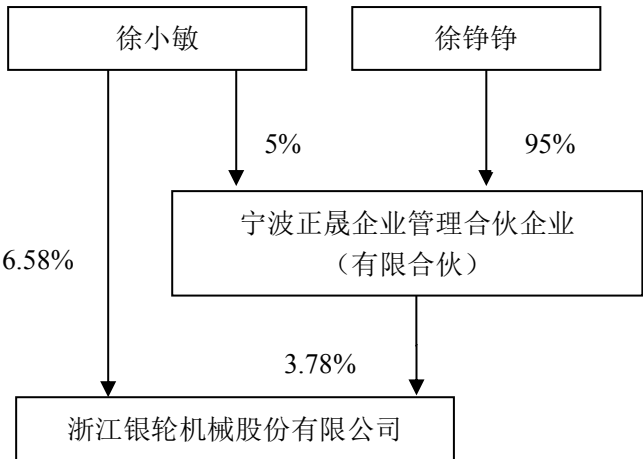 徐小敏
徐铮铮
5%
95%
宁波正晟企业管理合伙企业
（有限合伙）
6.58%
3.78%
浙江银轮机械股份有限公司